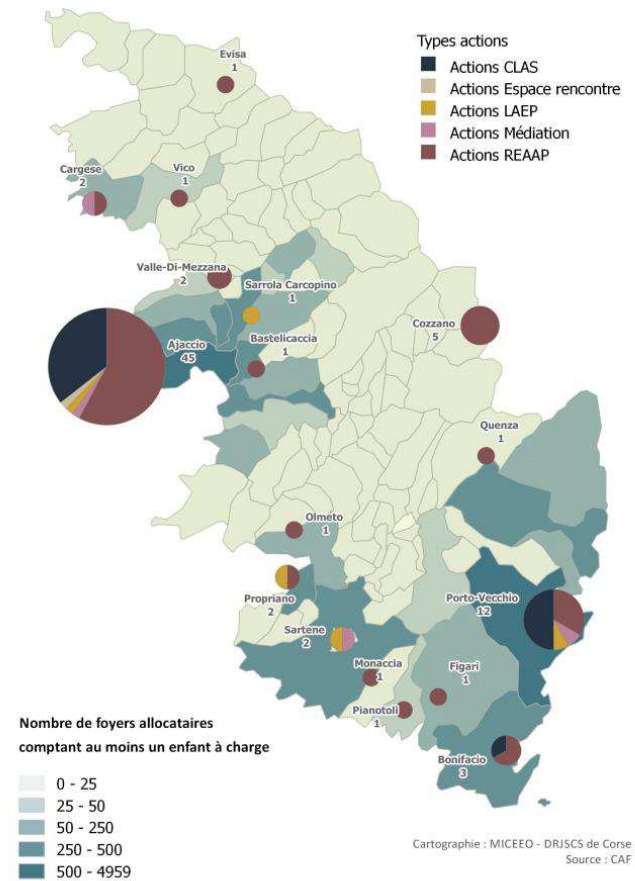 Types actions
Actions CLAS
Actions Espace rencontre
Actions LAEP
Actions Médiation
Actions REAAP
Evisa
1
Cargese
2
Vico
1
Valle-Di-Mezzana
2
Sarrola Carcopino
1
Cozzano
5
Ajaccio
45
Bastelicaccia
1
Quenza
1
Olmeto
1
Propriano
2
Porto-Vecchio
12
Sartene
2
Monaccia
1
Figari
1
Pianotoli
1
Bonifacio
3
Nombre de foyers allocataires
comptant au moins un enfant à charge
0 - 25
25 - 50
50 - 250
250 - 500
500 - 4959
Cartographie : MICEEO - DRJSCS de Corse
Source : CAF